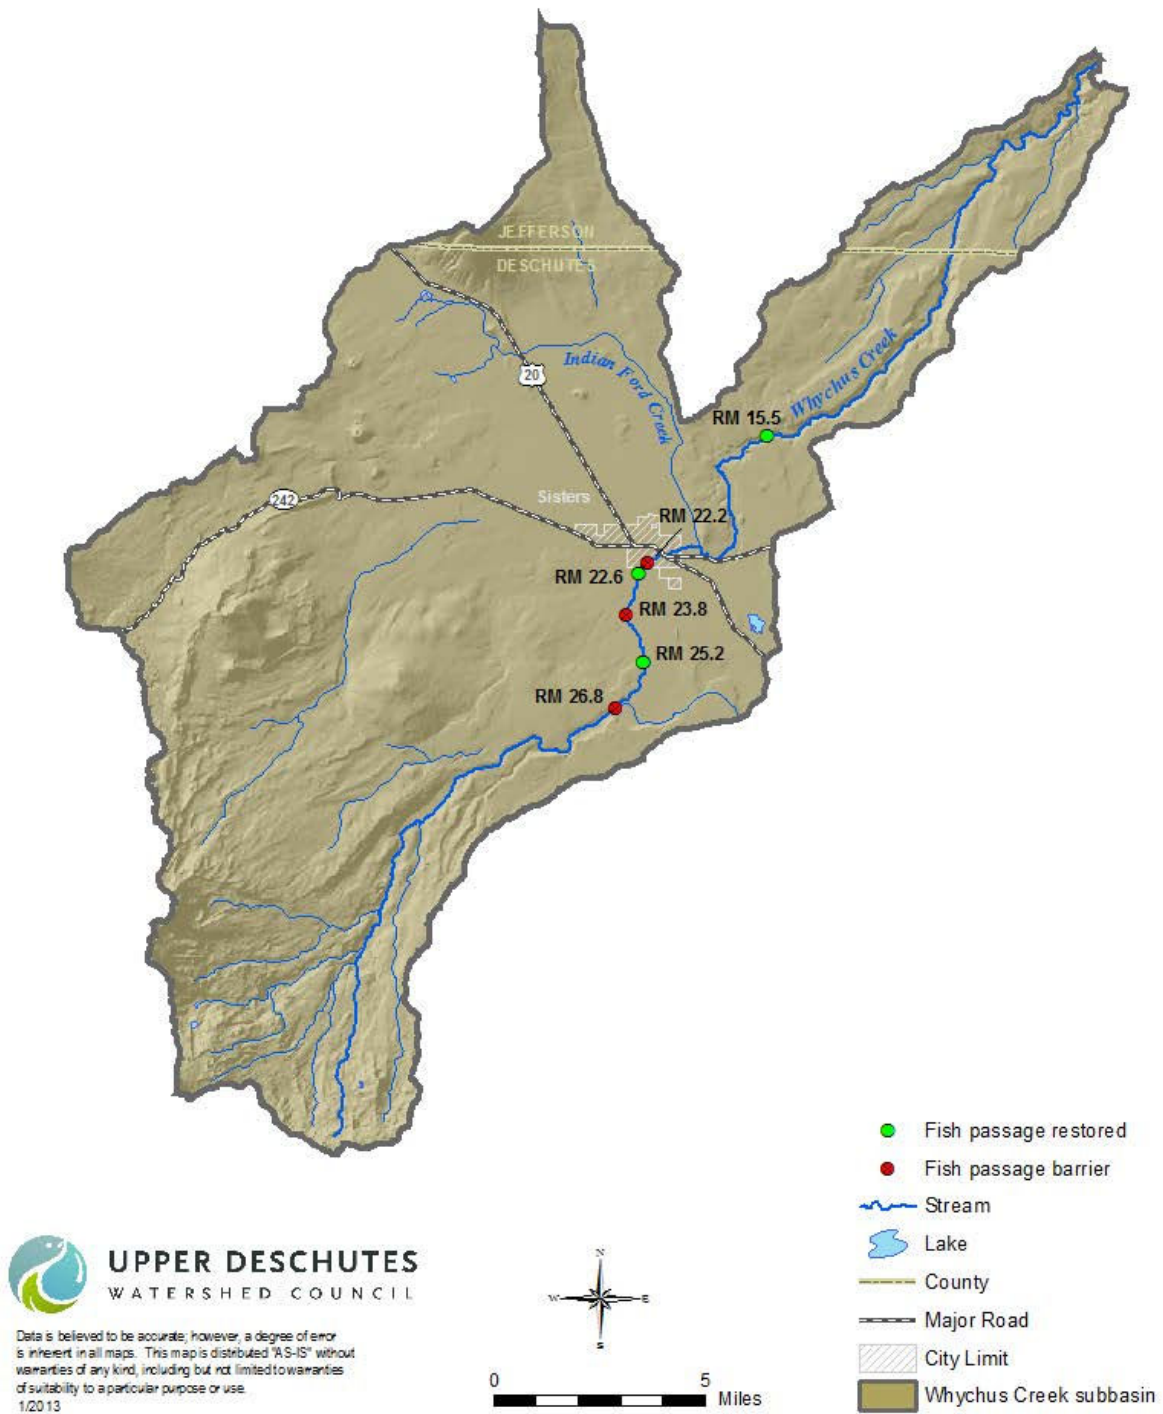 JEFFERSON
DESCHUTES
20
Indian Ford Creek
Whychus Creek
RM 15.5
242
Sisters
RM 22.2
RM 22.6
RM 23.8
RM 25.2
RM 26.8
Fish passage restored
Fish passage barrier
Stream
Lake
County
Major Road
City Limit
Whychus Creek subbasin
UPPER DESCHUTES
WATERSHED COUNCIL
Data is believed to be accurate; however, a degree of error
is inherent in all maps. This map is distributed "AS-IS" without
warranties of any kind, including but not limited to warranties
of suitability to a particular purpose or use.
1/2013
N
W E
S
0 5
Miles